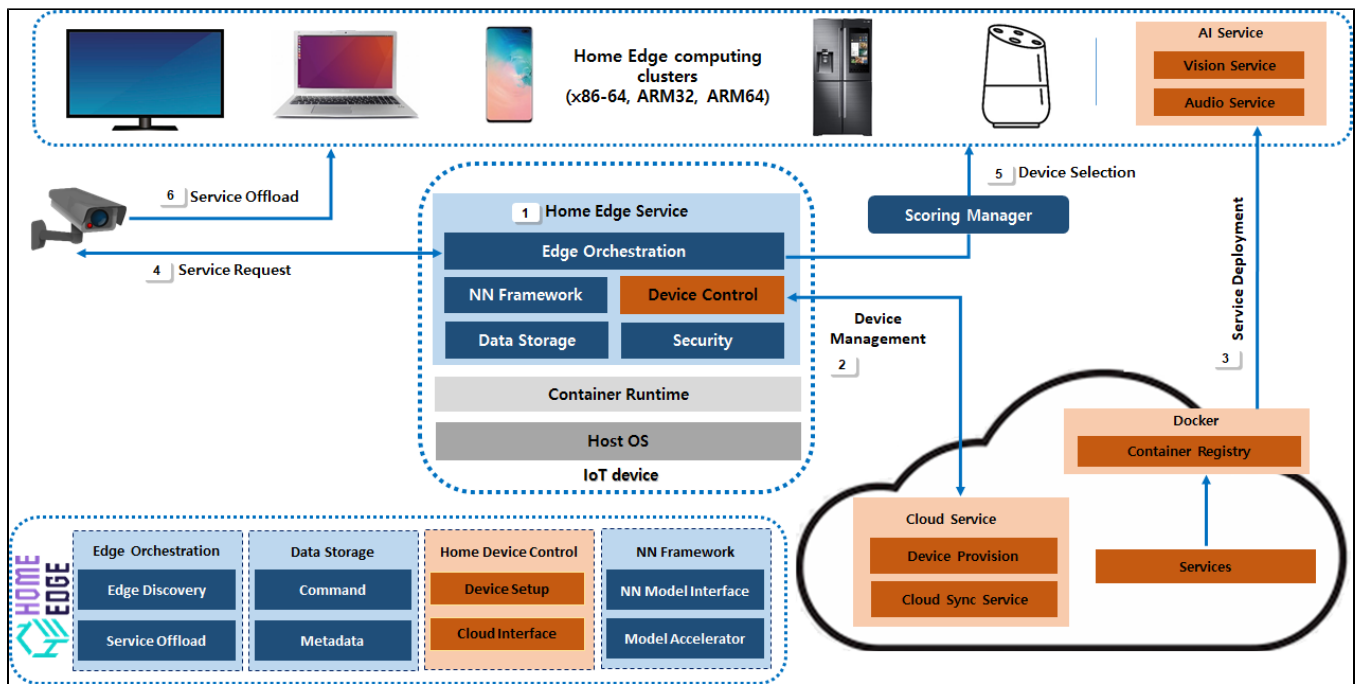 Home Edge computing
clusters
(x86-64, ARM32, ARM64)
AI Service
Vision Service
Audio Service
6 Service Offload
4 Service Request
1 Home Edge Service
Edge Orchestration
NN Framework
Device Control
Data Storage
Security
Container Runtime
Host OS
IoT device
5 Device Selection
Scoring Manager
Device
Management
2
3 Service Deployment
Docker
Container Registry
Cloud Service
Device Provision
Cloud Sync Service
Services
HOME
EDGE
Edge Orchestration
Edge Discovery
Service Offload
Data Storage
Command
Metadata
Home Device Control
Device Setup
Cloud Interface
NN Framework
NN Model Interface
Model Accelerator